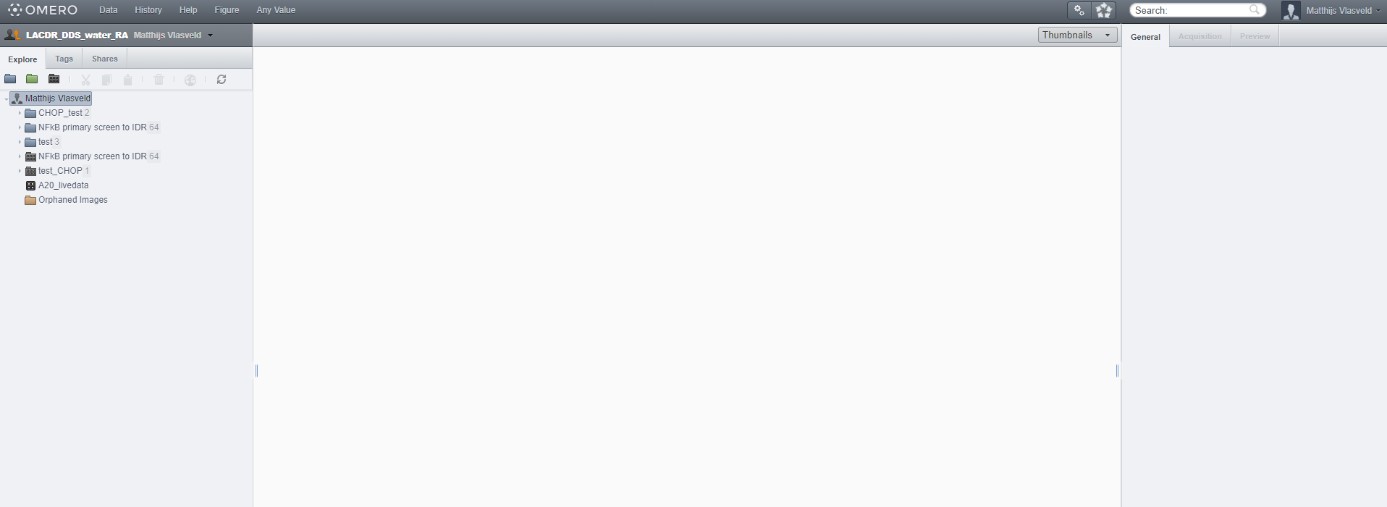 OMERO Data History Help Figure Any Value Search: Matthijs Vlasveld
LACDR_DDS_water_RA Matthijs Vlasveld Thumbnails General Acquisition Preview
Explore Tags Shares
Matthijs Vlasveld
CHOP_test 2
NFkB primary screen to IDR 64
test 3
NFkB primary screen to IDR 64
test_CHOP 1
A20_livedata
Orphaned Images